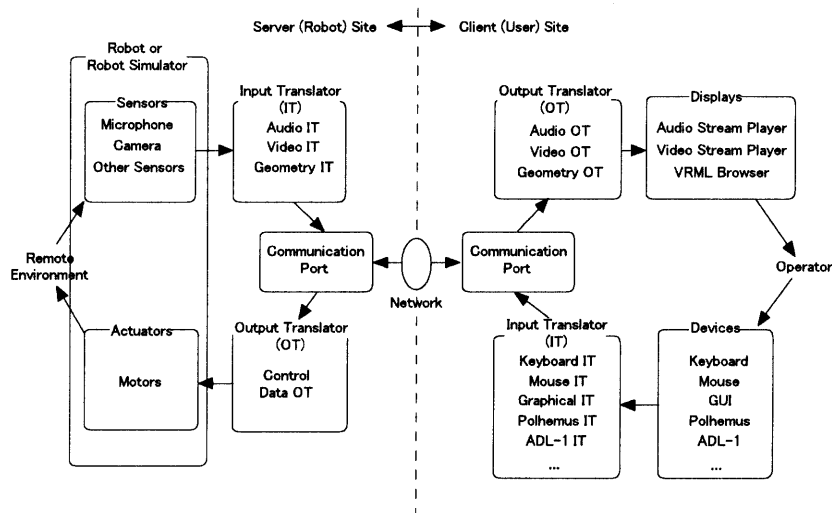 Server (Robot) Site
Client (User) Site
Robot or
Robot Simulator
Sensors
Microphone
Camera
Other Sensors
Input Translator
(IT)
Audio IT
Video IT
Geometry IT
Output Translator
(OT)
Audio OT
Video OT
Geometry OT
Displays
Audio Stream Player
Video Stream Player
VRML Browser
Remote
Environment
Communication
Port
Network
Communication
Port
Operator
Actuators
Motors
Output Translator
(OT)
Control
Data OT
Input Translator
(IT)
Keyboard IT
Mouse IT
Graphical IT
Polhemus IT
ADL-1 IT
...
Devices
Keyboard
Mouse
GUI
Polhemus
ADL-1
...